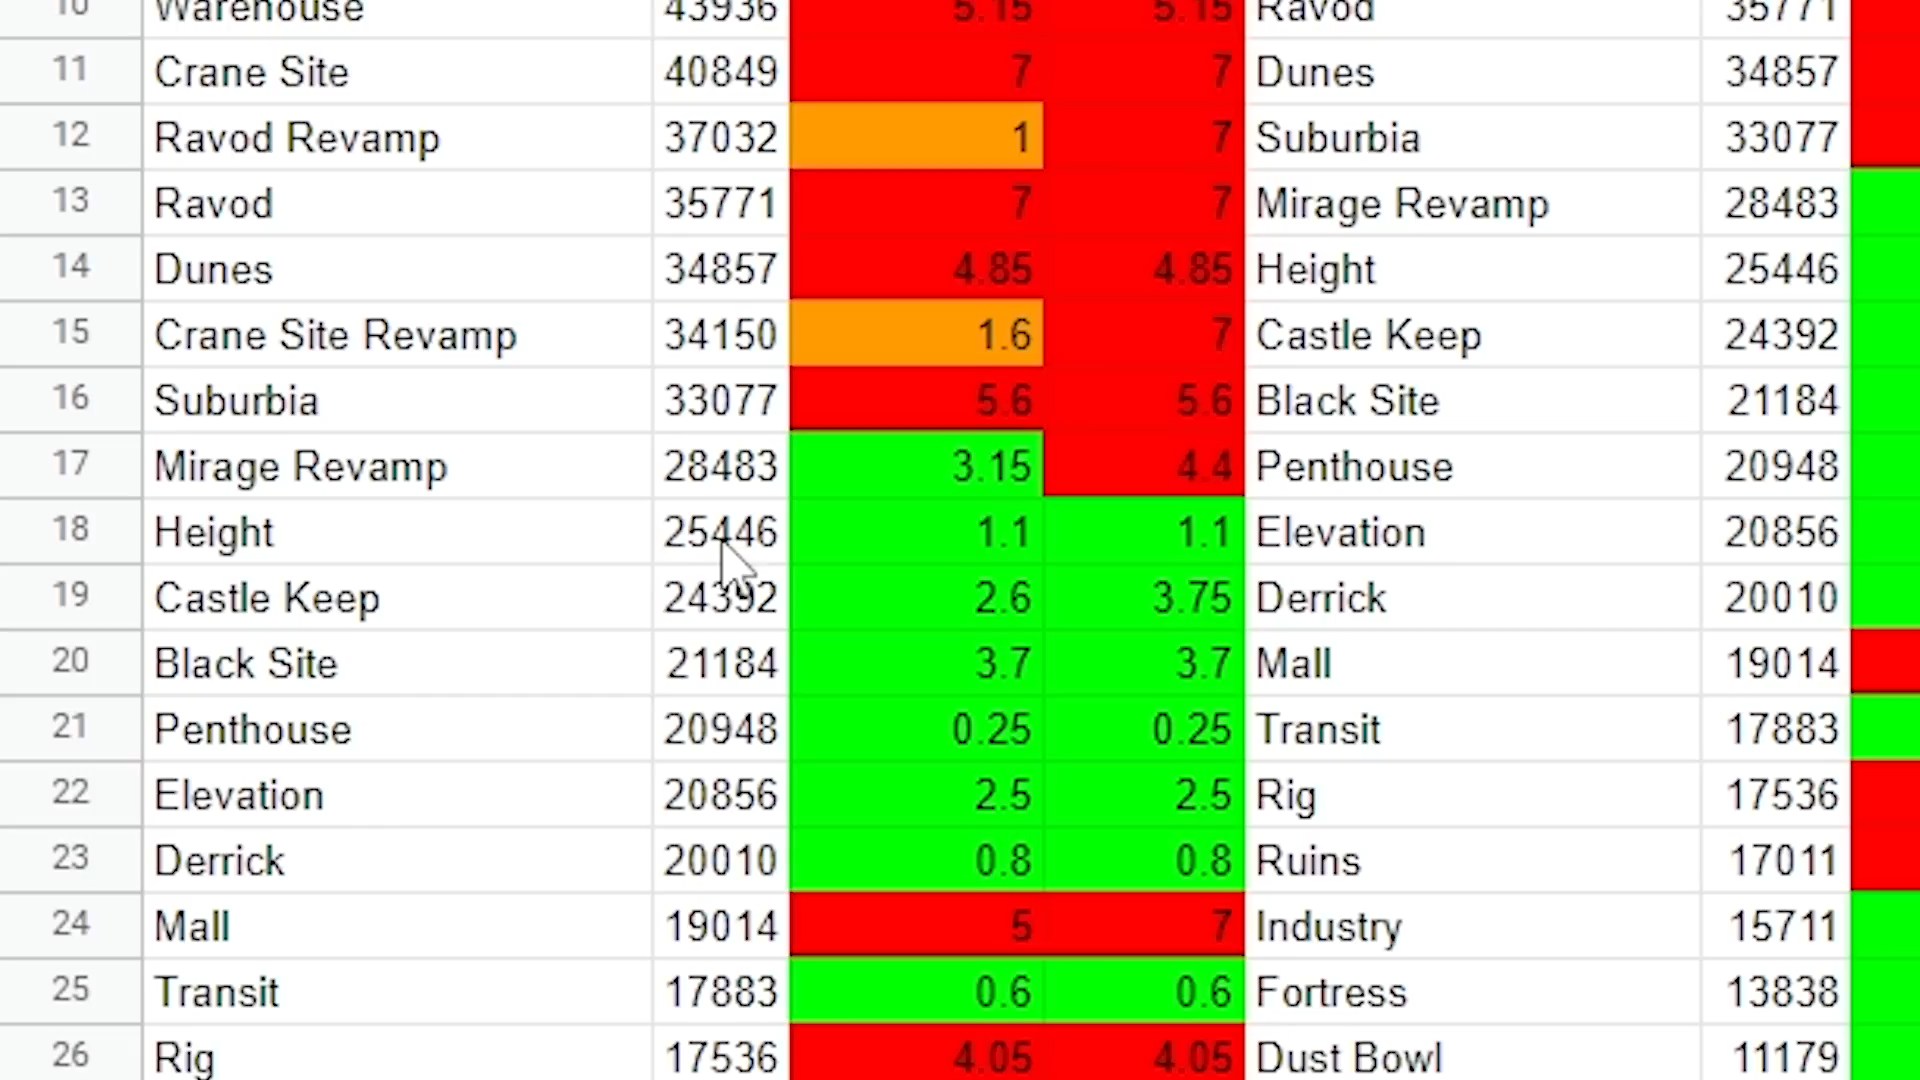 10 Warehouse 43936 5.15 5.15 Ravod 35771
11 Crane Site 40849 7 7 Dunes 34857
12 Ravod Revamp 37032 1 7 Suburbia 33077
13 Ravod 35771 7 7 Mirage Revamp 28483
14 Dunes 34857 4.85 4.85 Height 25446
15 Crane Site Revamp 34150 1.6 7 Castle Keep 24392
16 Suburbia 33077 5.6 5.6 Black Site 21184
17 Mirage Revamp 28483 3.15 4.4 Penthouse 20948
18 Height 25446 1.1 1.1 Elevation 20856
19 Castle Keep 24392 2.6 3.75 Derrick 20010
20 Black Site 21184 3.7 3.7 Mall 19014
21 Penthouse 20948 0.25 0.25 Transit 17883
22 Elevation 20856 2.5 2.5 Rig 17536
23 Derrick 20010 0.8 0.8 Ruins 17011
24 Mall 19014 5 7 Industry 15711
25 Transit 17883 0.6 0.6 Fortress 13838
26 Rig 17536 4.05 4.05 Dust Bowl 11179